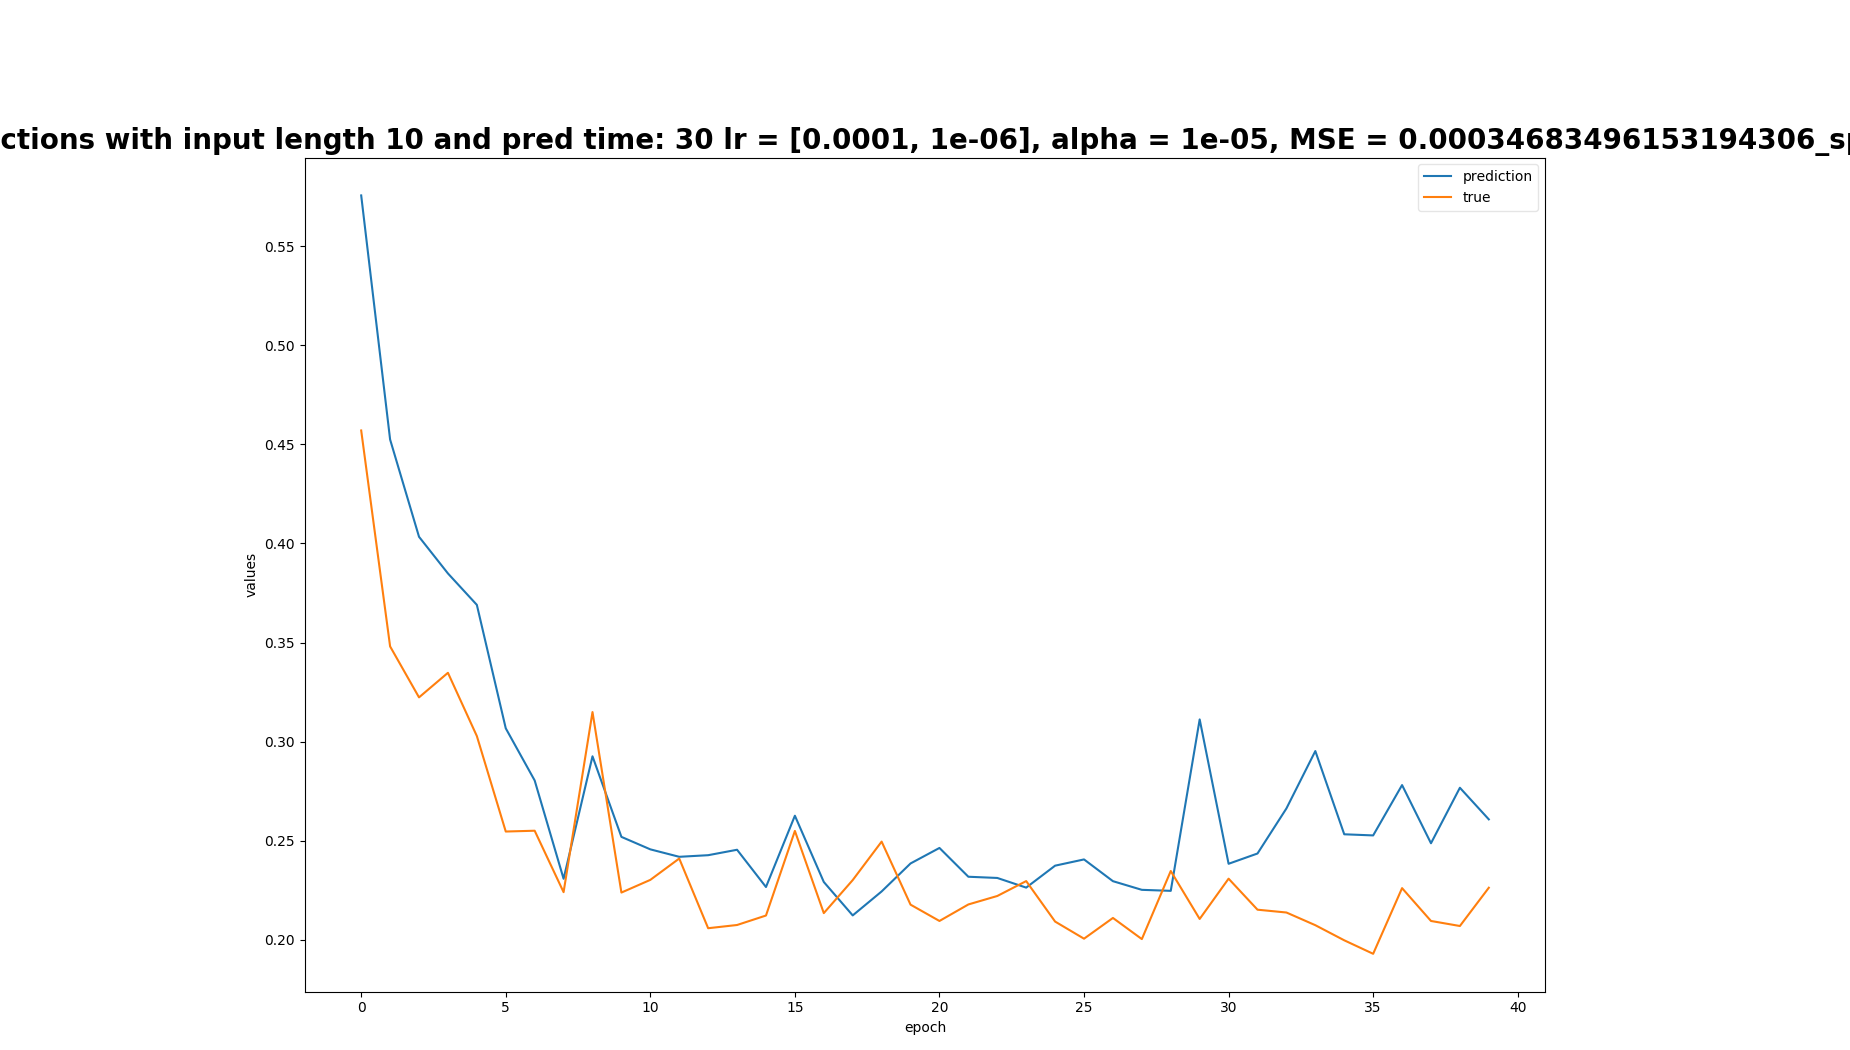 ctions with input length 10 and pred time: 30 lr = [0.0001, 1e-06], alpha = 1e-05, MSE = 0.00034683496153194306_sp
prediction
true
0.55
0.50
0.45
0.40
0.35
0.30
0.25
0.20
values
0 5 10 15 20 25 30 35 40
epoch